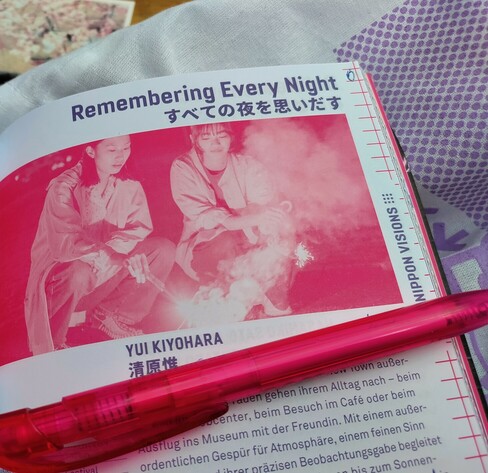 Remembering Every Night
すべての夜を思いだす
NIPPON VISIONS
YUI KIYOHARA
清原惟
Town außer-
gehen ihrem Alltag nach – beim
beim Besuch im Café oder beim
Ausflug ins Museum mit der Freundin. Mit einem außer-
ordentlichen Gespür für Atmosphäre, einem feinen Sinn
ihrer präzisen Beobachtungsgabe begleitet
bis zum Sonnen-